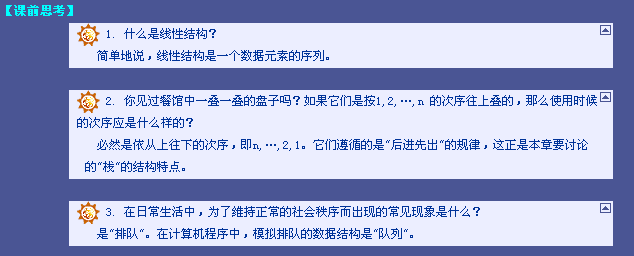 【课前思考】
1. 什么是线性结构？
简单地说，线性结构是一个数据元素的序列。
2. 你见过餐馆中一叠一叠的盘子吗？如果它们是按1,2,…,n 的次序往上叠的，那么使用时候
的次序应是什么样的？
必然是依从上往下的次序，即n,…,2,1。它们遵循的是"后进先出"的规律，这正是本章要讨论
的"栈"的结构特点。
3. 在日常生活中，为了维持正常的社会秩序而出现的常见现象是什么？
是"排队"。在计算机程序中，模拟排队的数据结构是"队列"。